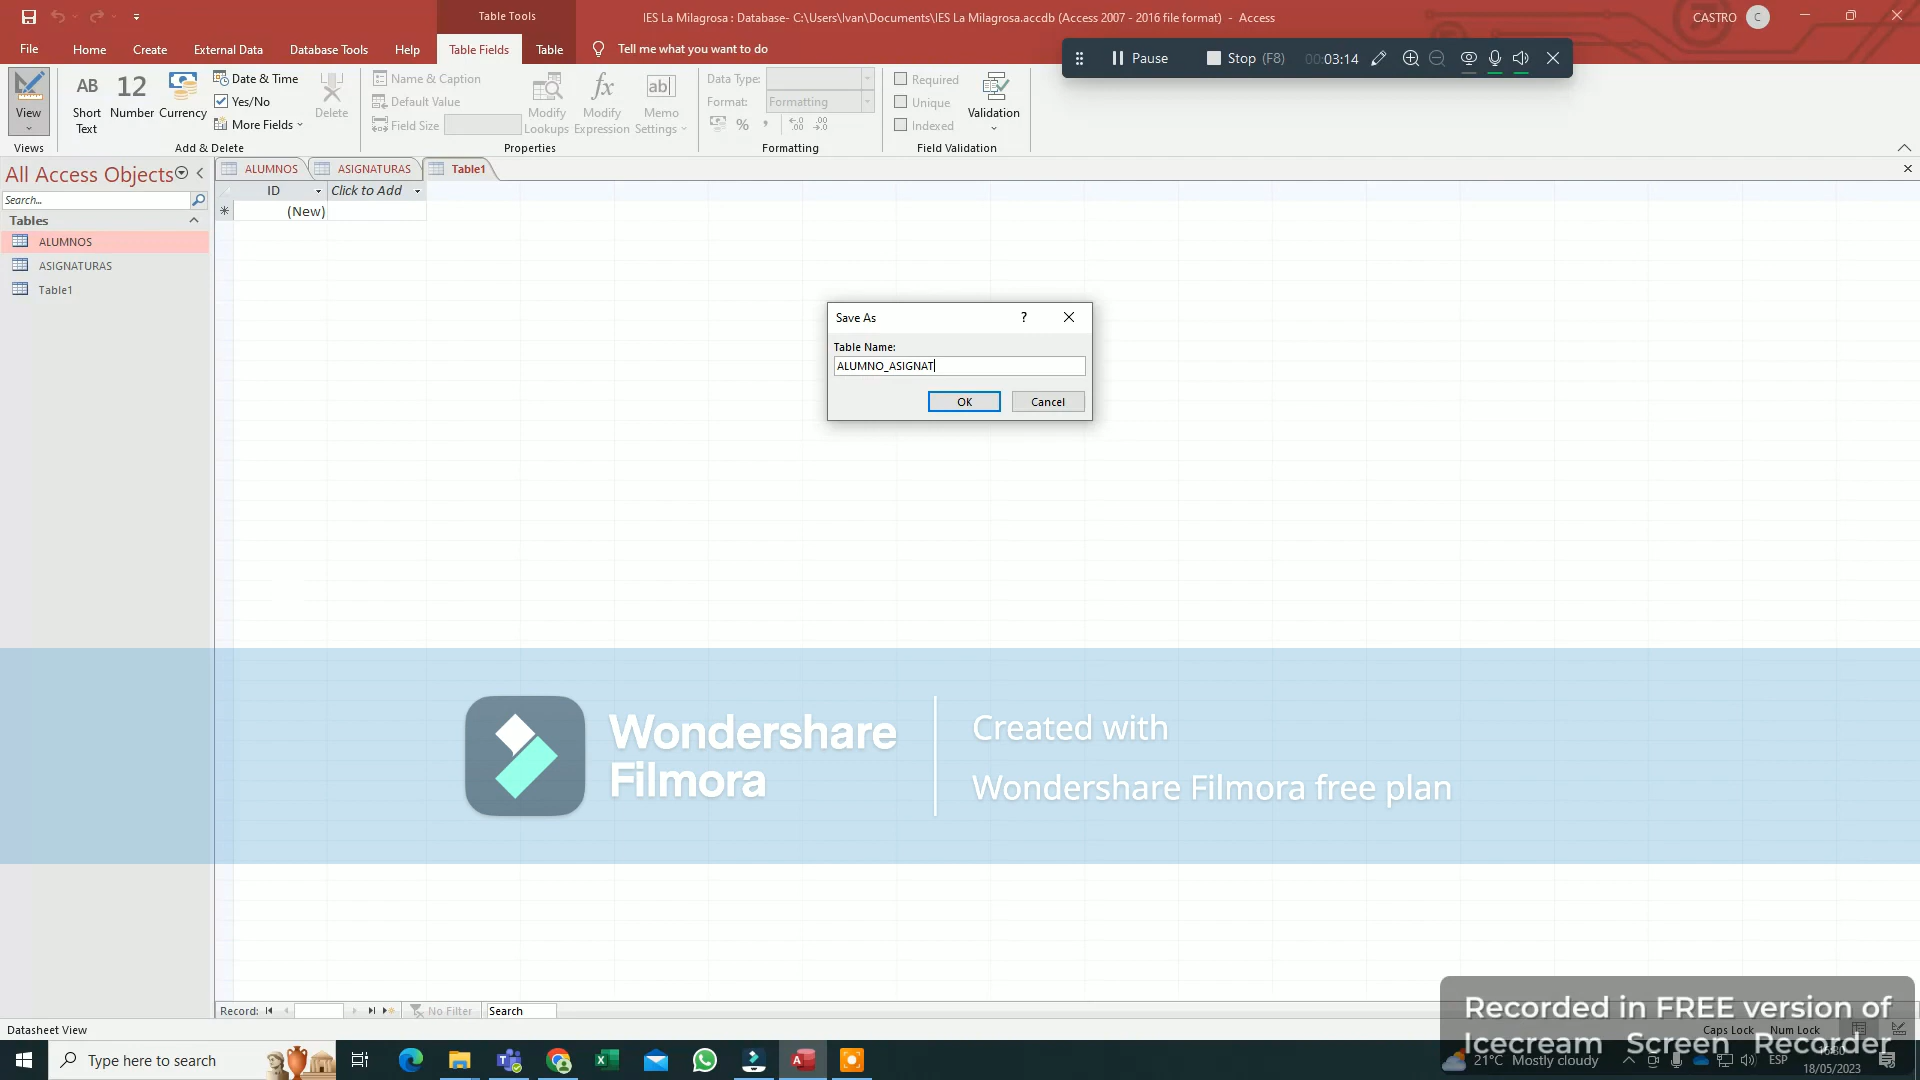 Table Tools
IES La Milagrosa : Database- C:\Users\Ivan\Documents\IES La Milagrosa.accdb (Access 2007 - 2016 file format) - Access
CASTRO
C
File
Home
Create
External Data
Database Tools
Help
Table Fields
Table
Tell me what you want to do
Pause
Stop (F8)
00:03:14
View
AB
Short
Text
12
Number
Currency
Date & Time
Yes/No
More Fields
Delete
Name & Caption
Default Value
Field Size
Modify
Lookups
fx
Modify
Expression
ab
Memo
Settings
Data Type:
Format:
Formatting
%
Required
Unique
Indexed
Validation
Views
Add & Delete
Properties
Formatting
Field Validation
All Access Objects
Search...
Tables
ALUMNOS
ASIGNATURAS
Table1
ALUMNOS
ASIGNATURAS
Table1
ID
Click to Add
(New)
Save As
?
Table Name:
ALUMNO_ASIGNAT
OK
Cancel
Wondershare
Filmora
Created with
Wondershare Filmora free plan
Record:
No Filter
Search
Datasheet View
Caps Lock
Num Lock
Recorded in FREE version of
Icecream Screen Recorder
Type here to search
21°C Mostly cloudy
ESP
18/05/2023